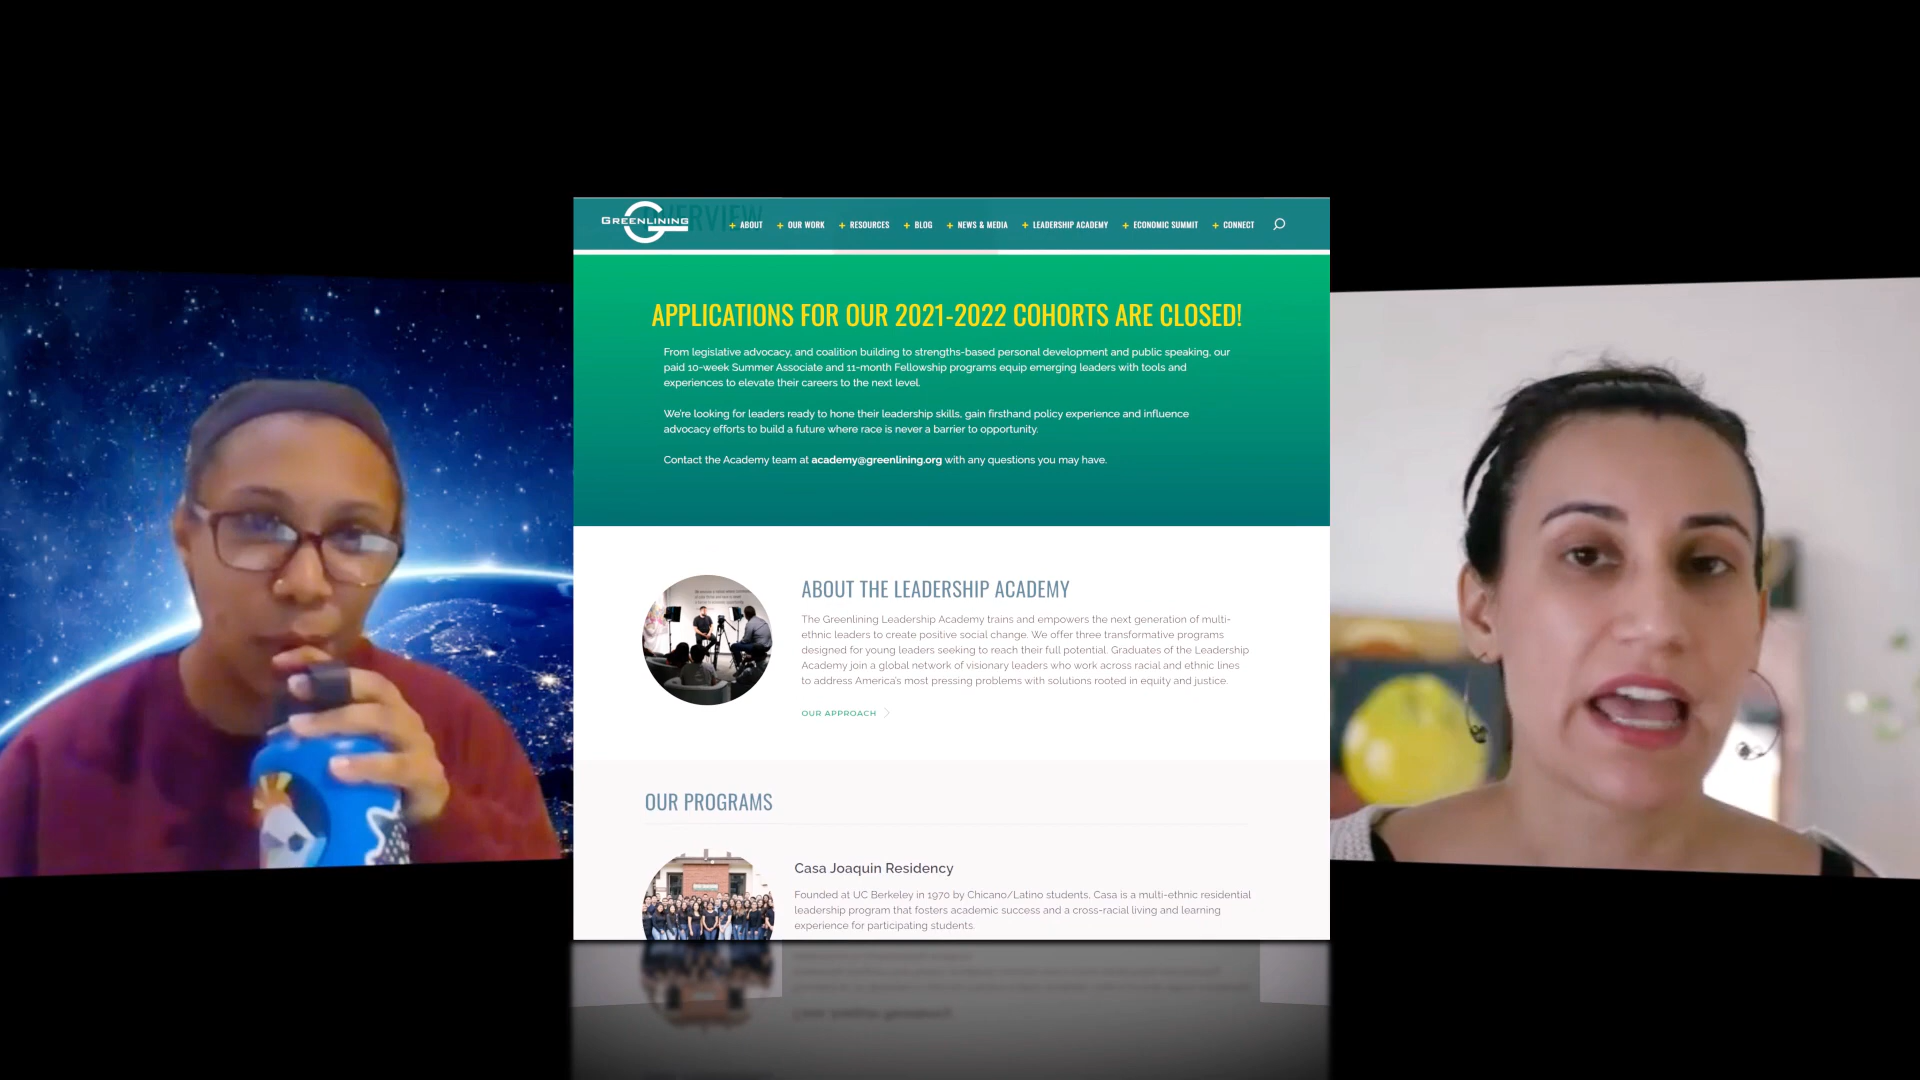 OVERVIEW
GREENLINING
+ ABOUT + OUR WORK + RESOURCES + BLOG + NEWS & MEDIA + LEADERSHIP ACADEMY + ECONOMIC SUMMIT + CONNECT
APPLICATIONS FOR OUR 2021-2022 COHORTS ARE CLOSED!
From legislative advocacy, and coalition building to strengths-based personal development and public speaking, our
paid 10-week Summer Associate and 11-month Fellowship programs equip emerging leaders with tools and
experiences to elevate their careers to the next level.
We're looking for leaders ready to hone their leadership skills, gain firsthand policy experience and influence
advocacy efforts to build a future where race is never a barrier to opportunity.
Contact the Academy team at academy@greenlining.org with any questions you may have.
ABOUT THE LEADERSHIP ACADEMY
The Greenlining Leadership Academy trains and empowers the next generation of multi-
ethnic leaders to create positive social change. We offer three transformative programs
designed for young leaders seeking to reach their full potential. Graduates of the Leadership
Academy join a global network of visionary leaders who work across racial and ethnic lines
to address America's most pressing problems with solutions rooted in equity and justice.
OUR APPROACH
OUR PROGRAMS
Casa Joaquin Residency
Founded at UC Berkeley in 1970 by Chicano/Latino students, Casa is a multi-ethnic residential
leadership program that fosters academic success and a cross-racial living and learning
experience for participating students.